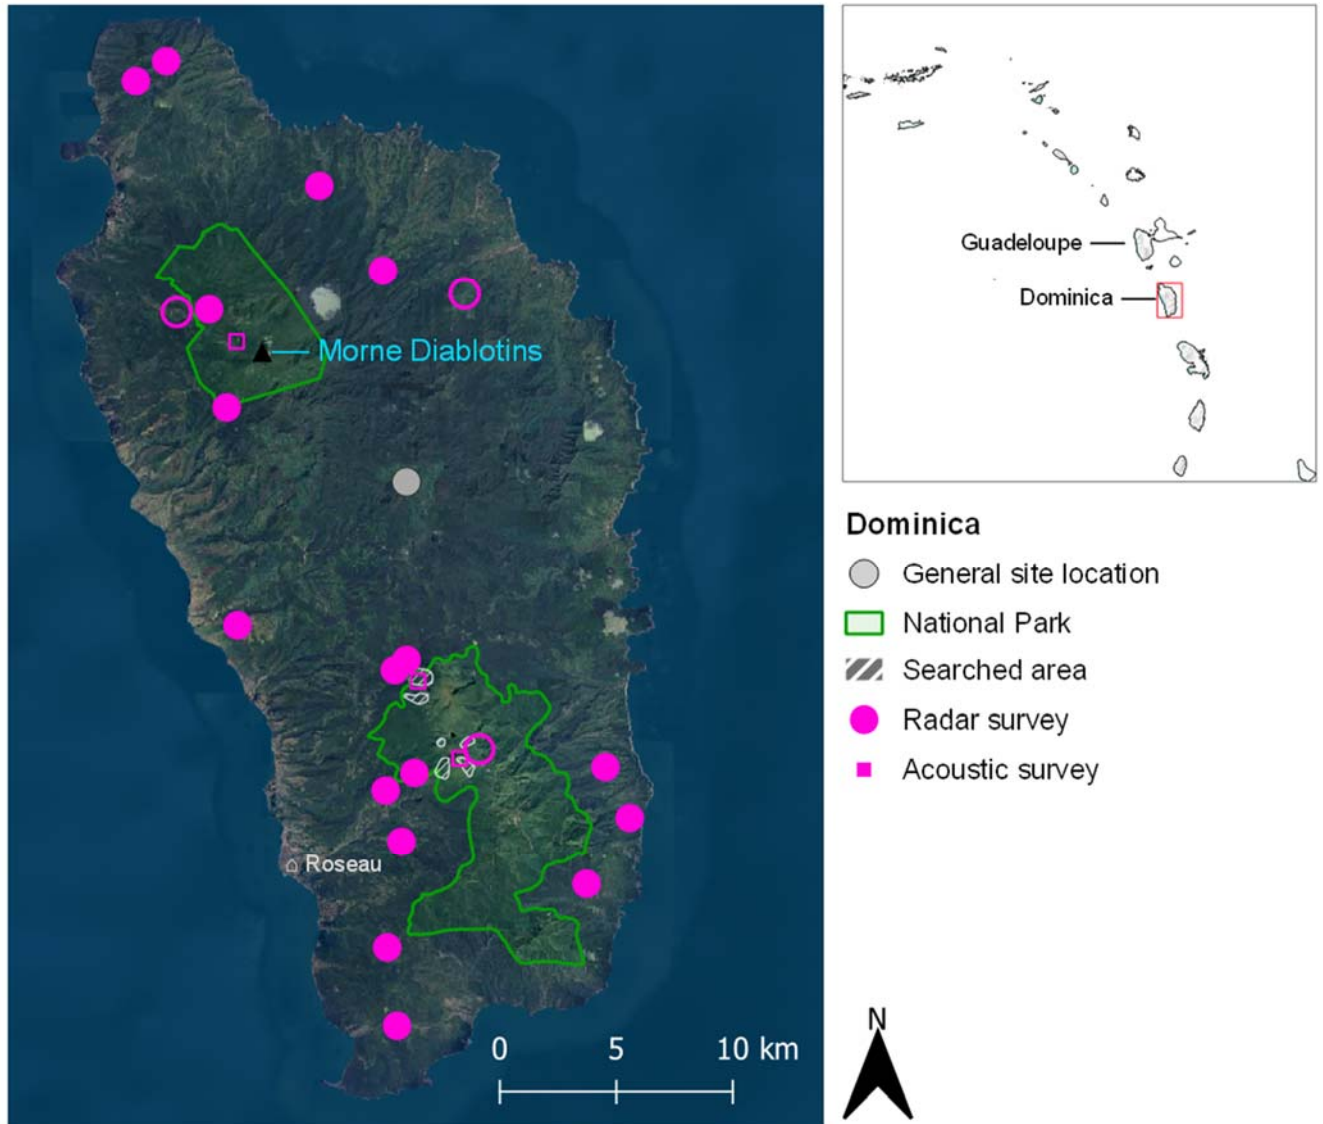 Morne Diablotins
Roseau
0 5 10 km
Guadeloupe
Dominica
Dominica
General site location
National Park
Searched area
Radar survey
Acoustic survey
N